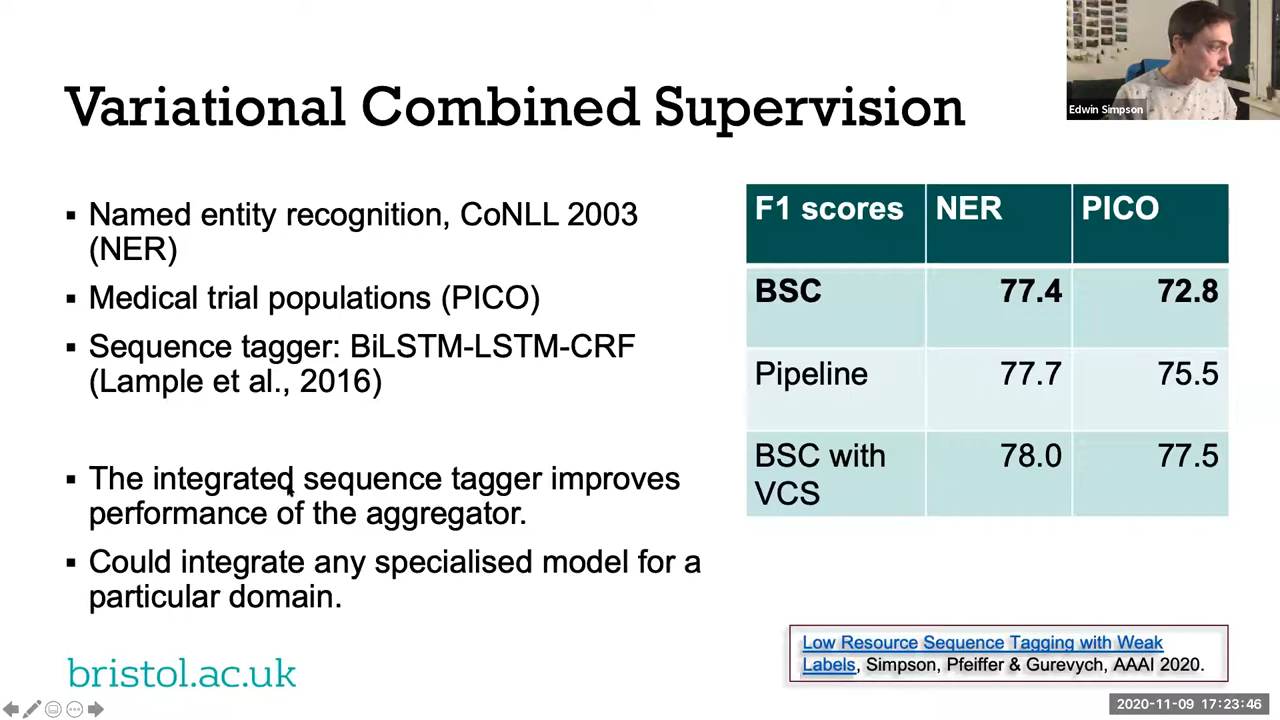 Variational Combined Supervision
Edwin Simpson
▪ Named entity recognition, CoNLL 2003
(NER)
▪ Medical trial populations (PICO)
▪ Sequence tagger: BiLSTM-LSTM-CRF
(Lample et al., 2016)
▪ The integrated sequence tagger improves
performance of the aggregator.
▪ Could integrate any specialised model for a
particular domain.
F1 scores NER PICO
BSC 77.4 72.8
Pipeline 77.7 75.5
BSC with 78.0 77.5
VCS
Low Resource Sequence Tagging with Weak
Labels, Simpson, Pfeiffer & Gurevych, AAAI 2020.
bristol.ac.uk
2020-11-09 17:23:46